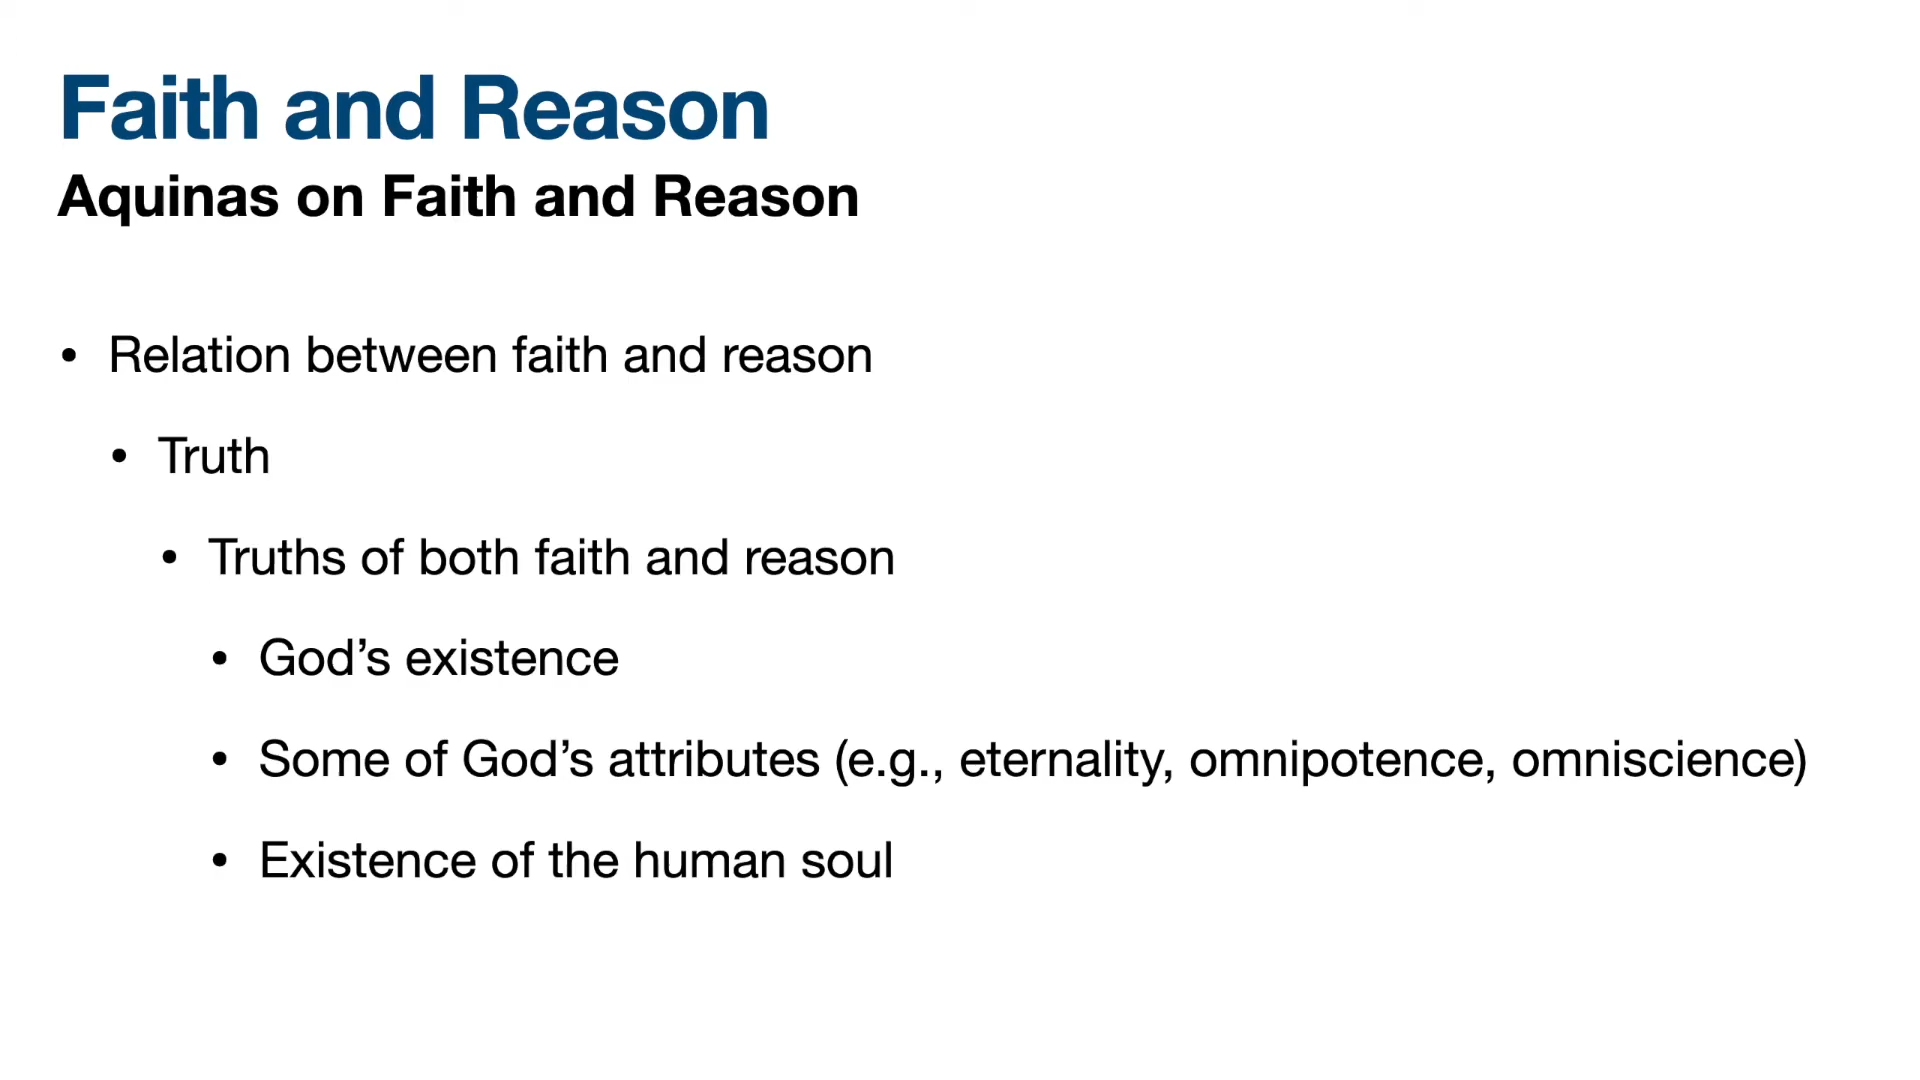 Faith and Reason
Aquinas on Faith and Reason
• Relation between faith and reason
• Truth
• Truths of both faith and reason
• God’s existence
• Some of God’s attributes (e.g., eternality, omnipotence, omniscience)
• Existence of the human soul